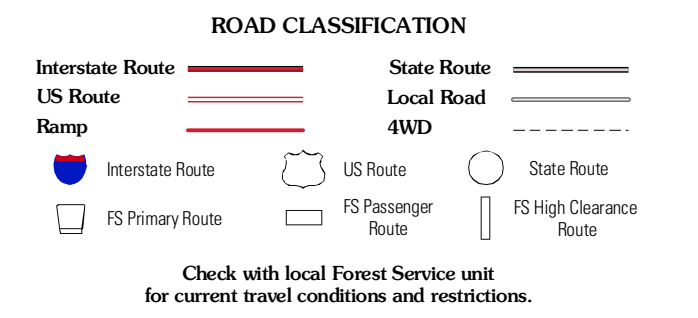 ROAD CLASSIFICATION
Interstate Route
State Route
US Route
Local Road
Ramp
4WD
Interstate Route
US Route
State Route
FS Primary Route
FS Passenger
Route
FS High Clearance
Route
Check with local Forest Service unit
for current travel conditions and restrictions.